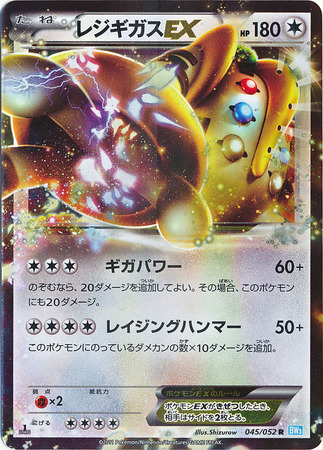 たね
レジギガスEX HP 180
ギガパワー 60+
のぞむなら、20ダメージを追加してよい。その場合、このポケモン
にも20ダメージ。
レイジングハンマー 50+
このポケモンにのっているダメカンの数×10ダメージを追加。
弱点 抵抗力 ポケモンEXのルール
×2 ポケモンEXがきぜつしたとき、
にげる 相手はサイドを2枚とる。
Illus.Shizurow BW3 045/052 R
©2011 Pokémon/Nintendo/Creatures/GAME FREAK.